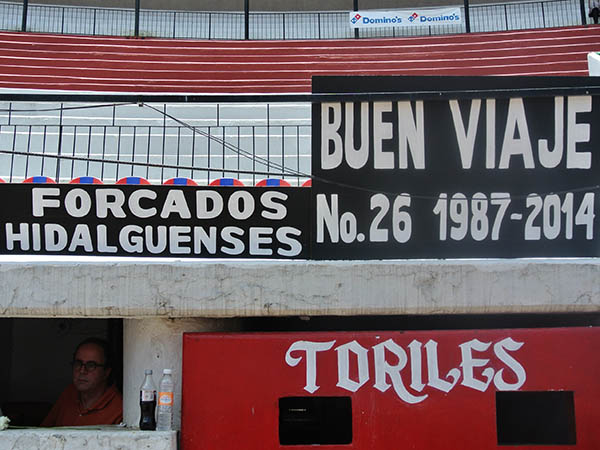 Domino's Domino's
BUEN VIAJE
No. 26 1987-2014
FORCADOS
HIDALGUENSES
TORILES